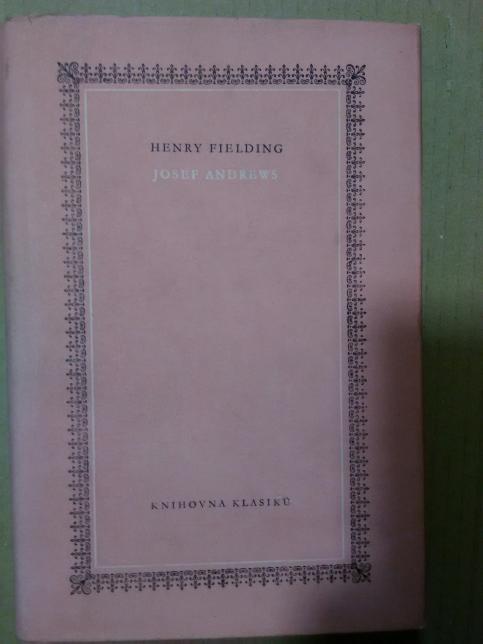 HENRY FIELDING
JOSEF ANDREWS
KNIHOVNA KLASIKŮ